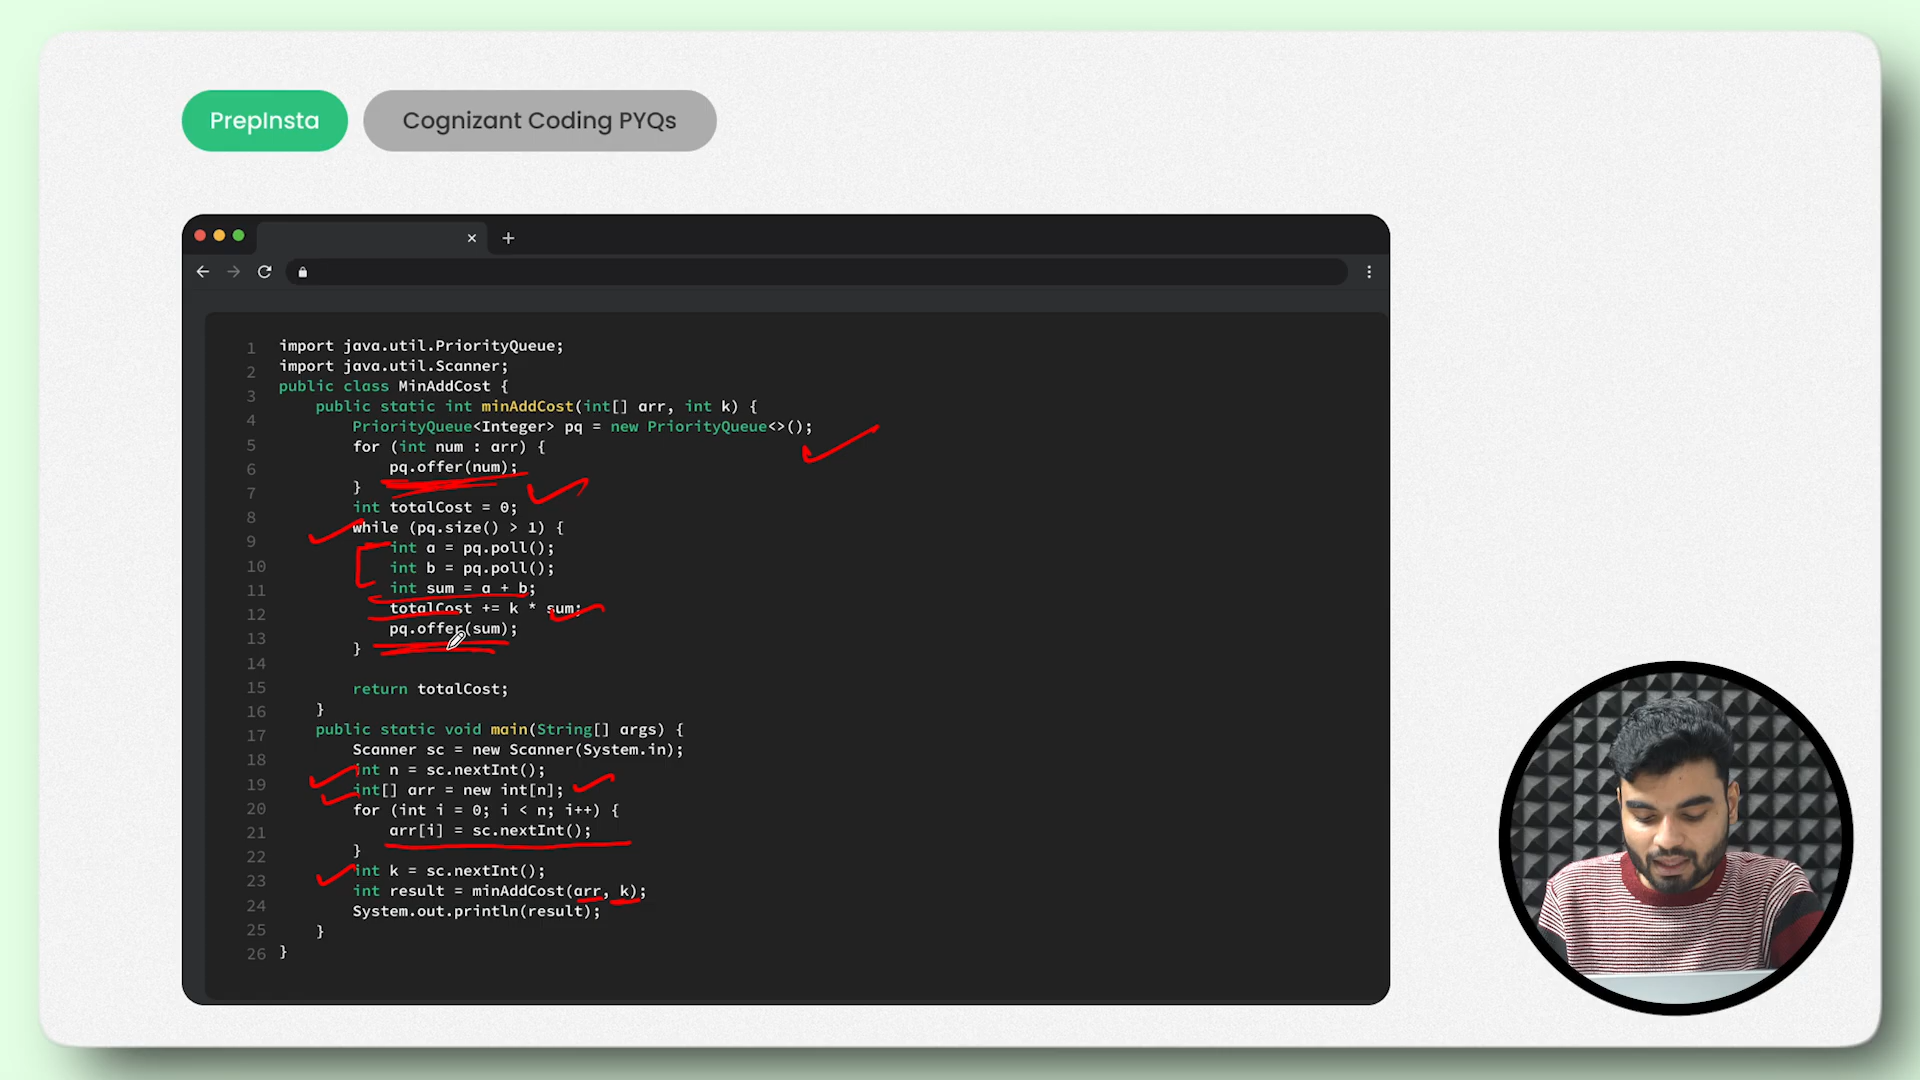 PrepInsta
Cognizant Coding PYQs
1 import java.util.PriorityQueue;
2 import java.util.Scanner;
3 public class MinAddCost {
4 public static int minAddCost(int[] arr, int k) {
5 PriorityQueue<Integer> pq = new PriorityQueue<>();
6 for (int num : arr) {
7 pq.offer(num);
8 }
9 int totalCost = 0;
10 while (pq.size() > 1) {
11 int a = pq.poll();
12 int b = pq.poll();
13 int sum = a + b;
14 totalCost += k * sum;
15 pq.offer(sum);
16 }
17 return totalCost;
18 }
19 public static void main(String[] args) {
20 Scanner sc = new Scanner(System.in);
21 int n = sc.nextInt();
22 int[] arr = new int[n];
23 for (int i = 0; i < n; i++) {
24 arr[i] = sc.nextInt();
25 }
26 int k = sc.nextInt();
int result = minAddCost(arr, k);
System.out.println(result);
}
}